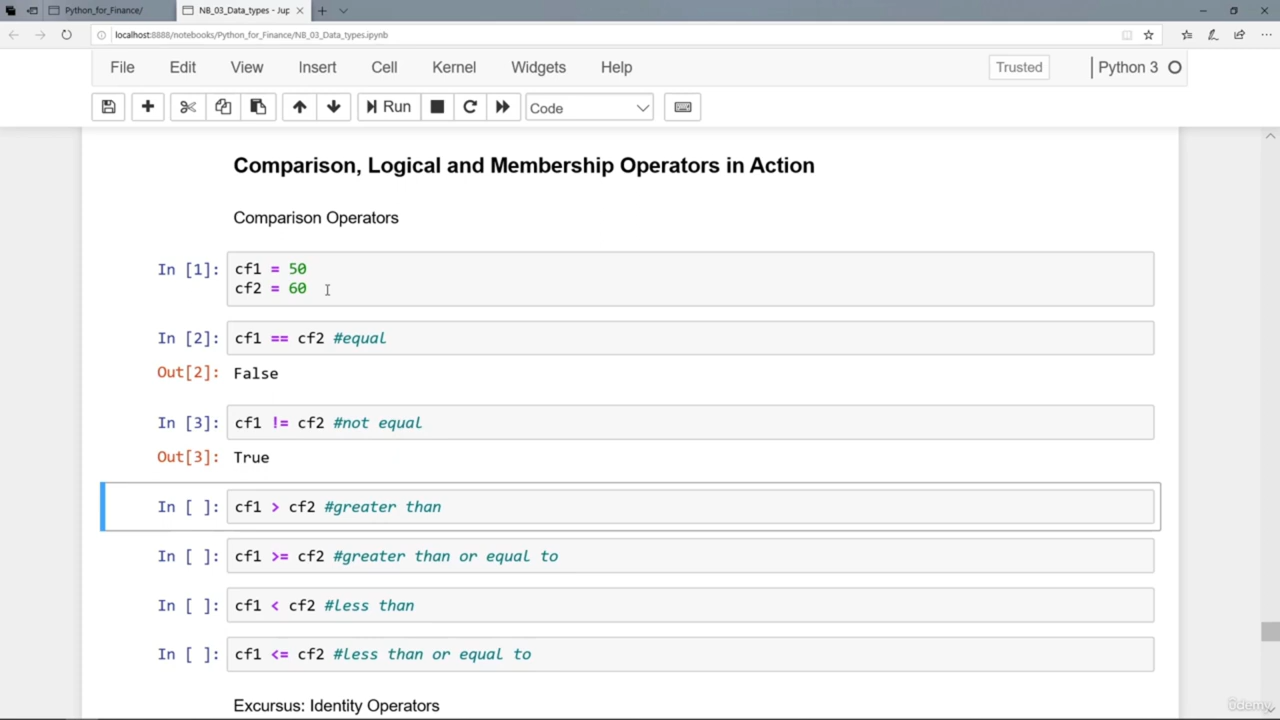 Python_for_Finance/
NB_03_Data_types - Jup
localhost:8888/notebooks/Python_for_Finance/NB_03_Data_types.ipynb
File Edit View Insert Cell Kernel Widgets Help Trusted Python 3
Run Code
Comparison, Logical and Membership Operators in Action
Comparison Operators
In [1]: cf1 = 50
cf2 = 60
In [2]: cf1 == cf2 #equal
Out[2]: False
In [3]: cf1 != cf2 #not equal
Out[3]: True
In [ ]: cf1 > cf2 #greater than
In [ ]: cf1 >= cf2 #greater than or equal to
In [ ]: cf1 < cf2 #less than
In [ ]: cf1 <= cf2 #less than or equal to
Excursus: Identity Operators
ûdemy